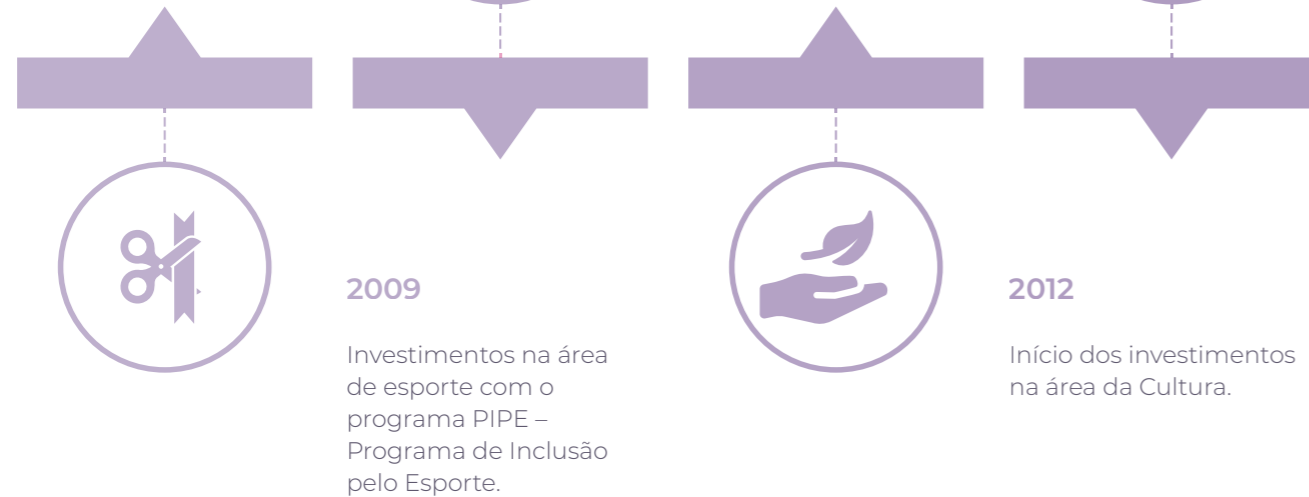 2009
Investimentos na área
de esporte com o
programa PIPE –
Programa de Inclusão
pelo Esporte.
2012
Início dos investimentos
na área da Cultura.